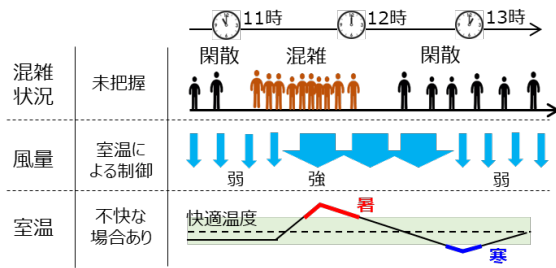 11時 12時 13時
閑散 混雑 閑散
混雑
状況
未把握
風量
室温に
よる制御
弱 強 弱
室温
不快な
場合あり
快適温度
暑
寒